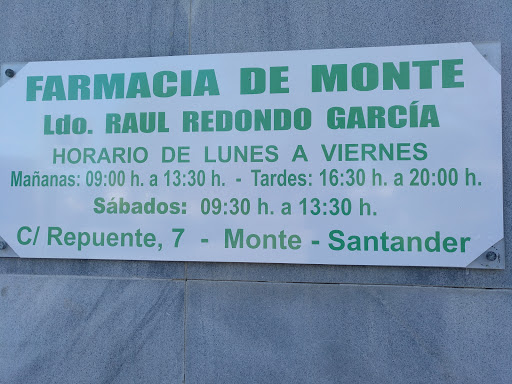 FARMACIA DE MONTE
Ldo. RAUL REDONDO GARCÍA
HORARIO DE LUNES A VIERNES
Mañanas: 09:00 h. a 13:30 h. - Tardes: 16:30 h. a 20:00 h.
Sábados: 09:30 h. a 13:30 h.
C/ Repuente, 7 - Monte - Santander